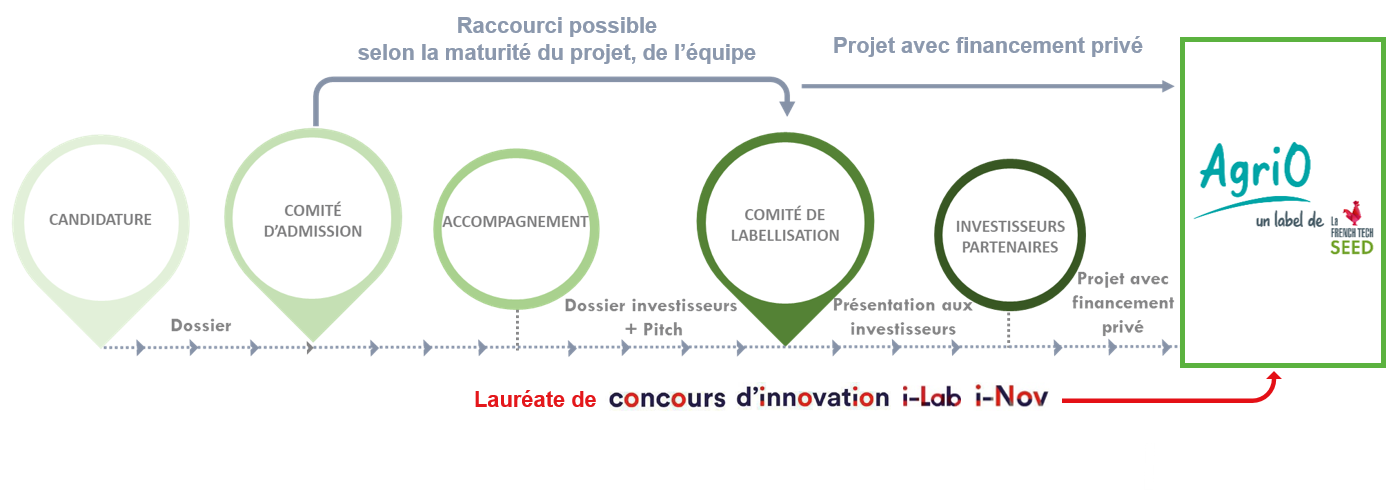 Raccourci possible
selon la maturité du projet, de l'équipe
Projet avec financement privé
CANDIDATURE
COMITÉ
D'ADMISSION
ACCOMPAGNEMENT
COMITÉ DE
LABELLISATION
INVESTISSEURS
PARTENAIRES
AgriO
un label de
La
FRENCH TECH
SEED
Dossier
Dossier investisseurs
+ Pitch
Présentation aux
investisseurs
Projet avec
financement
privé
Lauréate de concours d'innovation i-Lab i-Nov